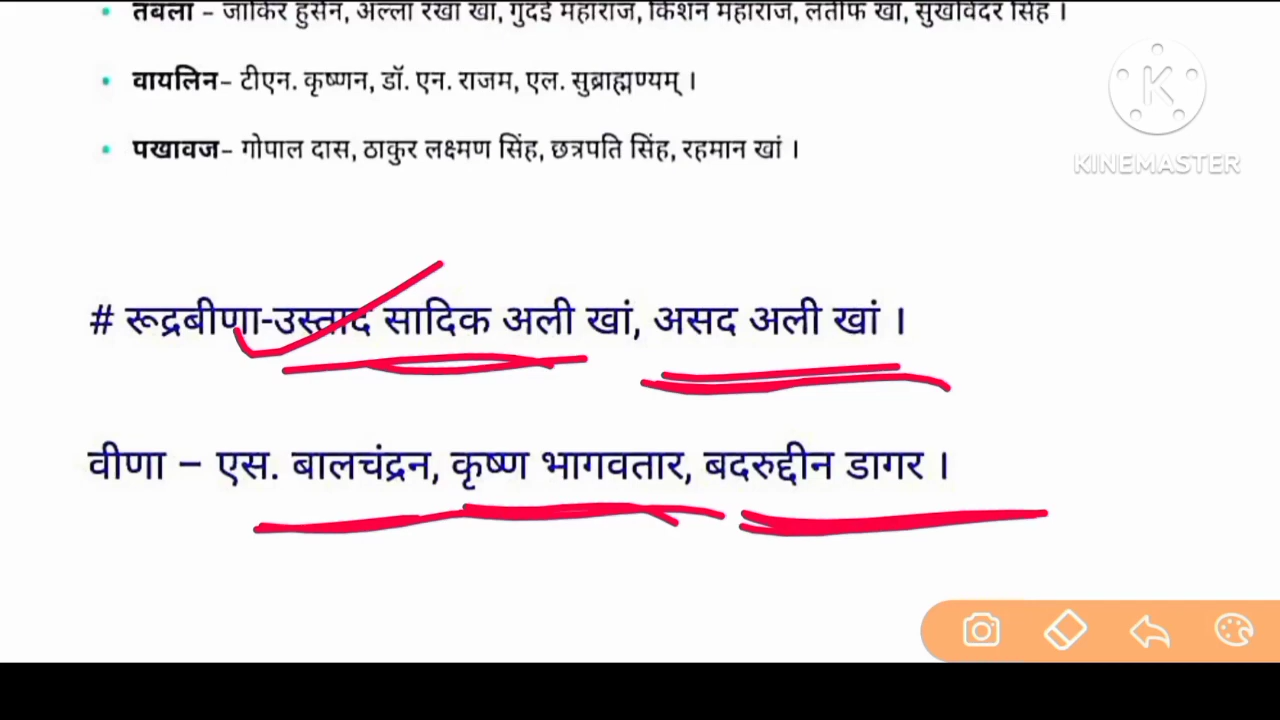 तबला – जाकिर हुसैन, अल्ला रखा खां, गुदई महाराज, किशन महाराज, लतीफ खां, सुखविंदर सिंह ।
वायलिन– टीएन. कृष्णन, डॉ. एन. राजम, एल. सुब्राह्मण्यम् ।
पखावज– गोपाल दास, ठाकुर लक्ष्मण सिंह, छत्रपति सिंह, रहमान खां ।
# रूद्रबीणा-उस्ताद सादिक अली खां, असद अली खां ।
वीणा – एस. बालचंद्रन, कृष्ण भागवतार, बदरुद्दीन डागर ।
K
KINEMASTER